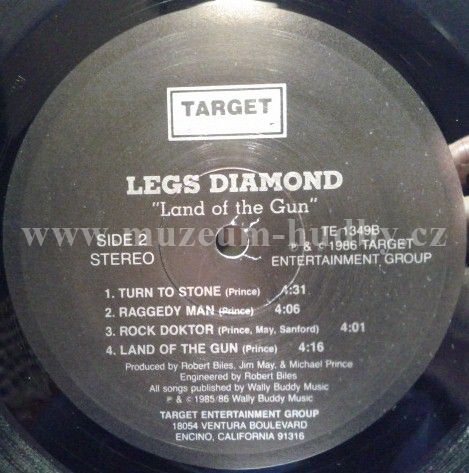 TARGET
LEGS DIAMOND
"Land of the Gun"
www.muzeum-hudby.cz
SIDE 2
STEREO
TE 1349B
℗ & © 1986 TARGET
ENTERTAINMENT GROUP
1. TURN TO STONE (Prince) 4:31
2. RAGGEDY MAN (Prince) 4:06
3. ROCK DOKTOR (Prince, May, Sanford) 4:01
4. LAND OF THE GUN (Prince) 4:16
Produced by Robert Biles, Jim May, & Michael Prince
Engineered by Robert Biles
All songs published by Wally Buddy Music
℗ & © 1985/86 Wally Buddy Music
TARGET ENTERTAINMENT GROUP
18054 VENTURA BOULEVARD
ENCINO, CALIFORNIA 91316